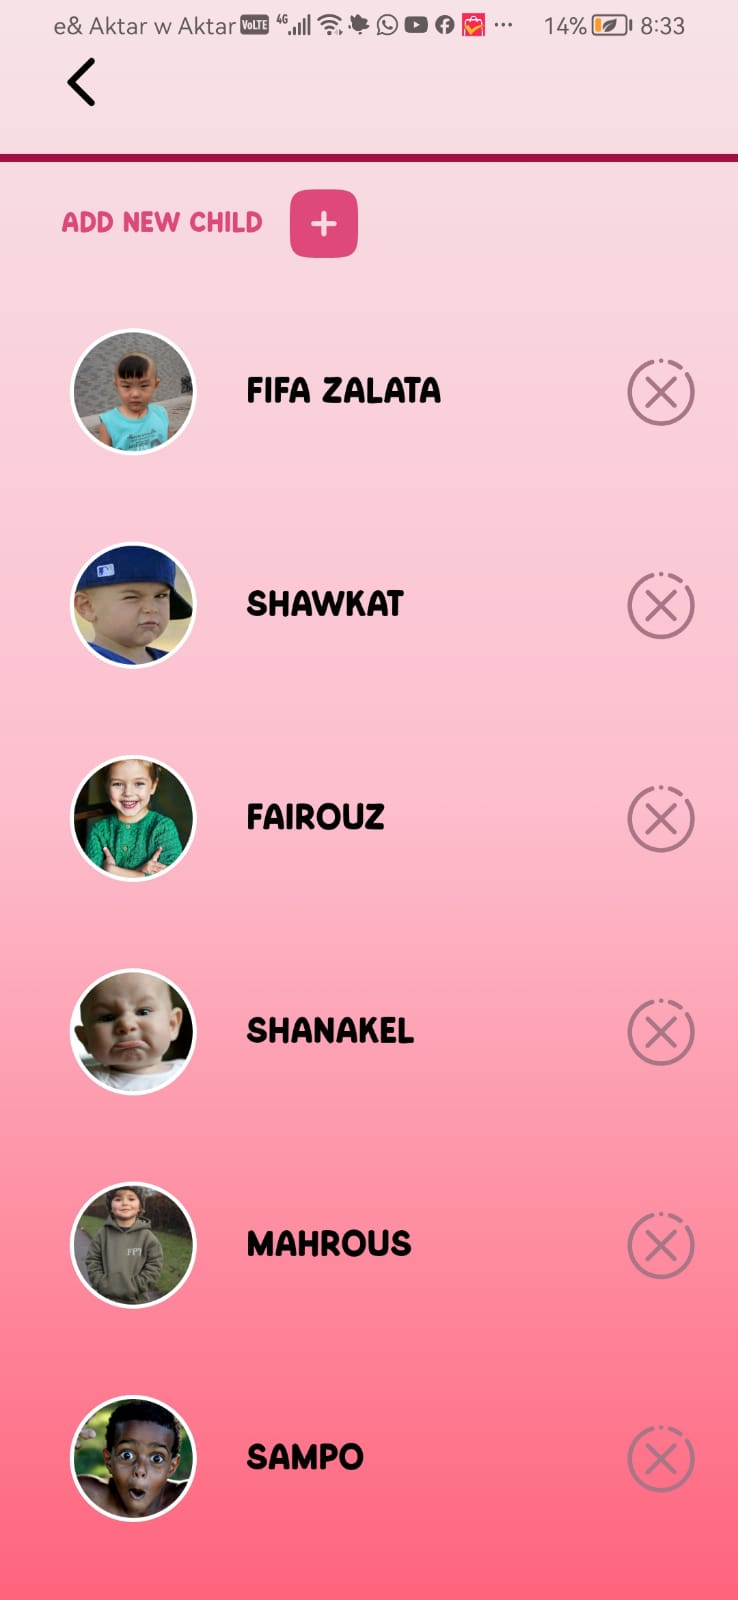 e& Aktar w Aktar VoLTE 4G 14% 8:33
ADD NEW CHILD +
FIFA ZALATA
SHAWKAT
FAIROUZ
SHANAKEL
MAHROUS
SAMPO